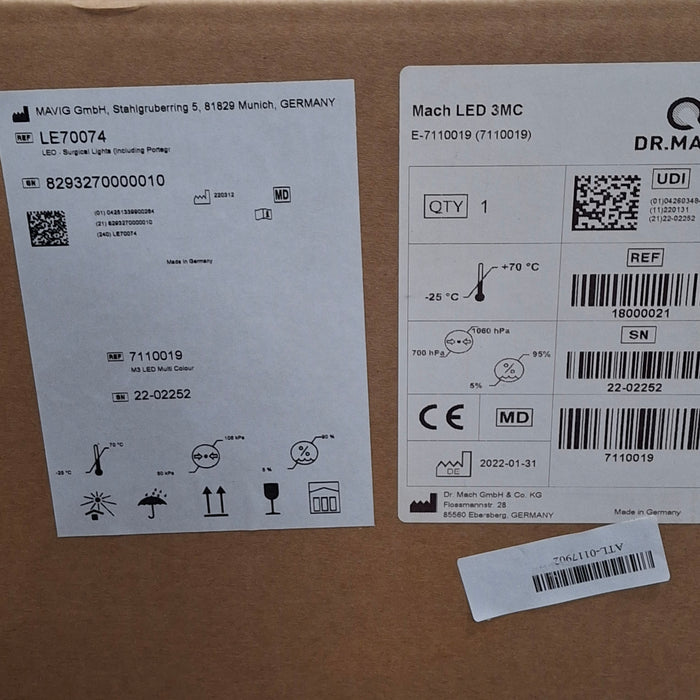 MAVIG GmbH, Stahlgruberring 5, 81829 Munich, GERMANY
REF LE70074
LED - Surgical Lights (including Portegr
SN 8293270000010
220312
MD
(21) 8293270000010
(240) LE70074
Made in Germany
REF 7110019
M3 LED Multi Colour
SN 22-02252
70 °C
-25 °C
106 kPa
50 kPa
90 %
5 %
Mach LED 3MC
E-7110019 (7110019)
DR.MA
QTY 1
UDI
(01)04260348
(11)220131
(21)22-02252
+70 °C
-25 °C
REF
18000021
1060 hPa
700 hPa
95%
%
5%
SN
22-02252
CE
MD
7110019
DE
2022-01-31
Dr. Mach GmbH & Co. KG
Flossmannstr. 28
85560 Ebersberg, GERMANY
Made in Germany
ATL-0117902